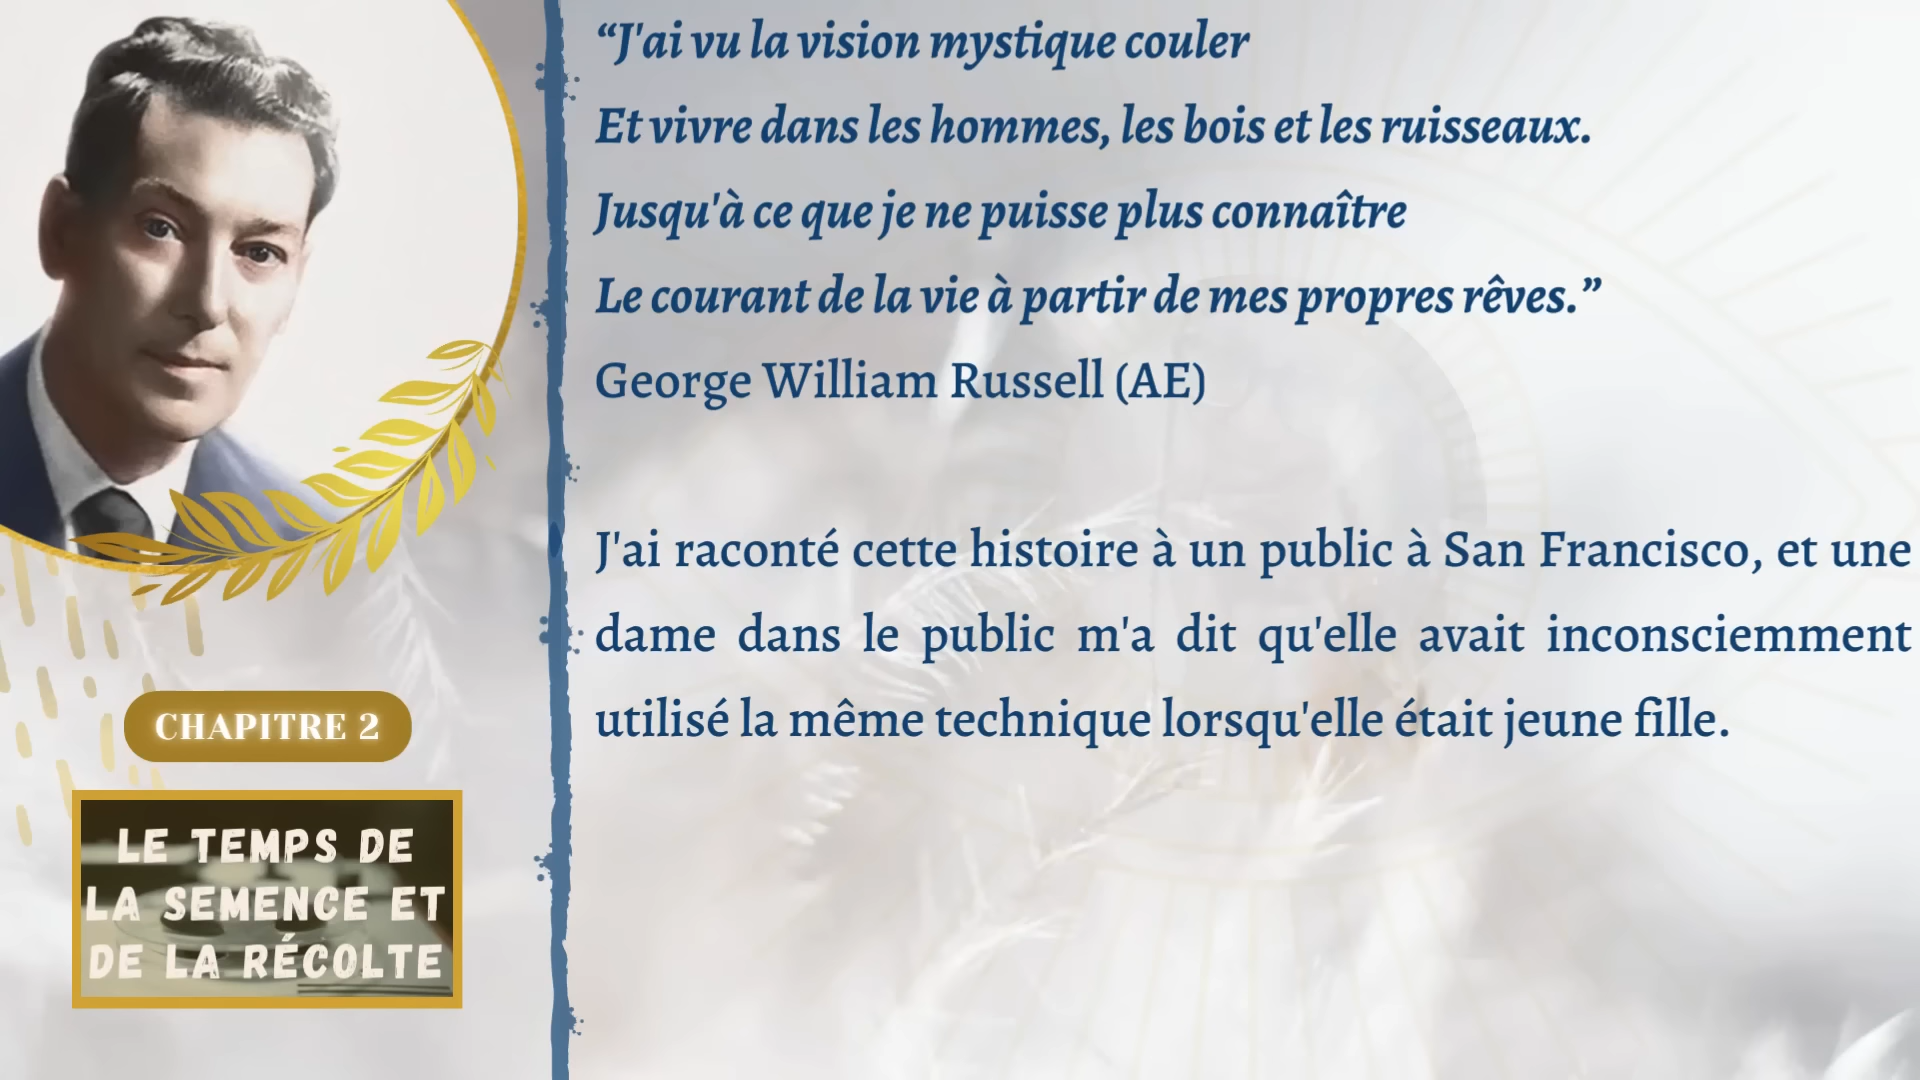 “J'ai vu la vision mystique couler
Et vivre dans les hommes, les bois et les ruisseaux.
Jusqu'à ce que je ne puisse plus connaître
Le courant de la vie à partir de mes propres rêves.”
George William Russell (AE)
J'ai raconté cette histoire à un public à San Francisco, et une
dame dans le public m'a dit qu'elle avait inconsciemment
utilisé la même technique lorsqu'elle était jeune fille.
CHAPITRE 2
LE TEMPS DE
LA SEMENCE ET
DE LA RÉCOLTE